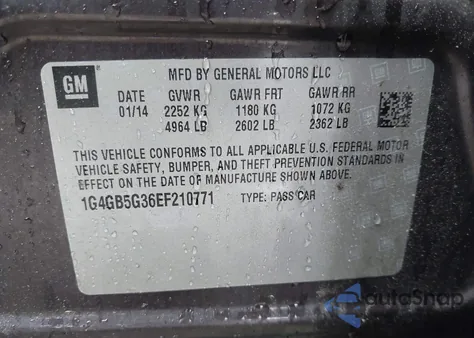 GM
MFD BY GENERAL MOTORS LLC
DATE GVWR GAWR FRT GAWR RR
01/14 2252 KG 1180 KG 1072 KG
4964 LB 2602 LB 2362 LB
THIS VEHICLE CONFORMS TO ALL APPLICABLE U.S. FEDERAL MOTOR
VEHICLE SAFETY, BUMPER, AND THEFT PREVENTION STANDARDS IN
EFFECT ON THE DATE OF MANUFACTURE SHOWN ABOVE.
1G4GB5G36EF210771 TYPE: PASS CAR
autoSnap